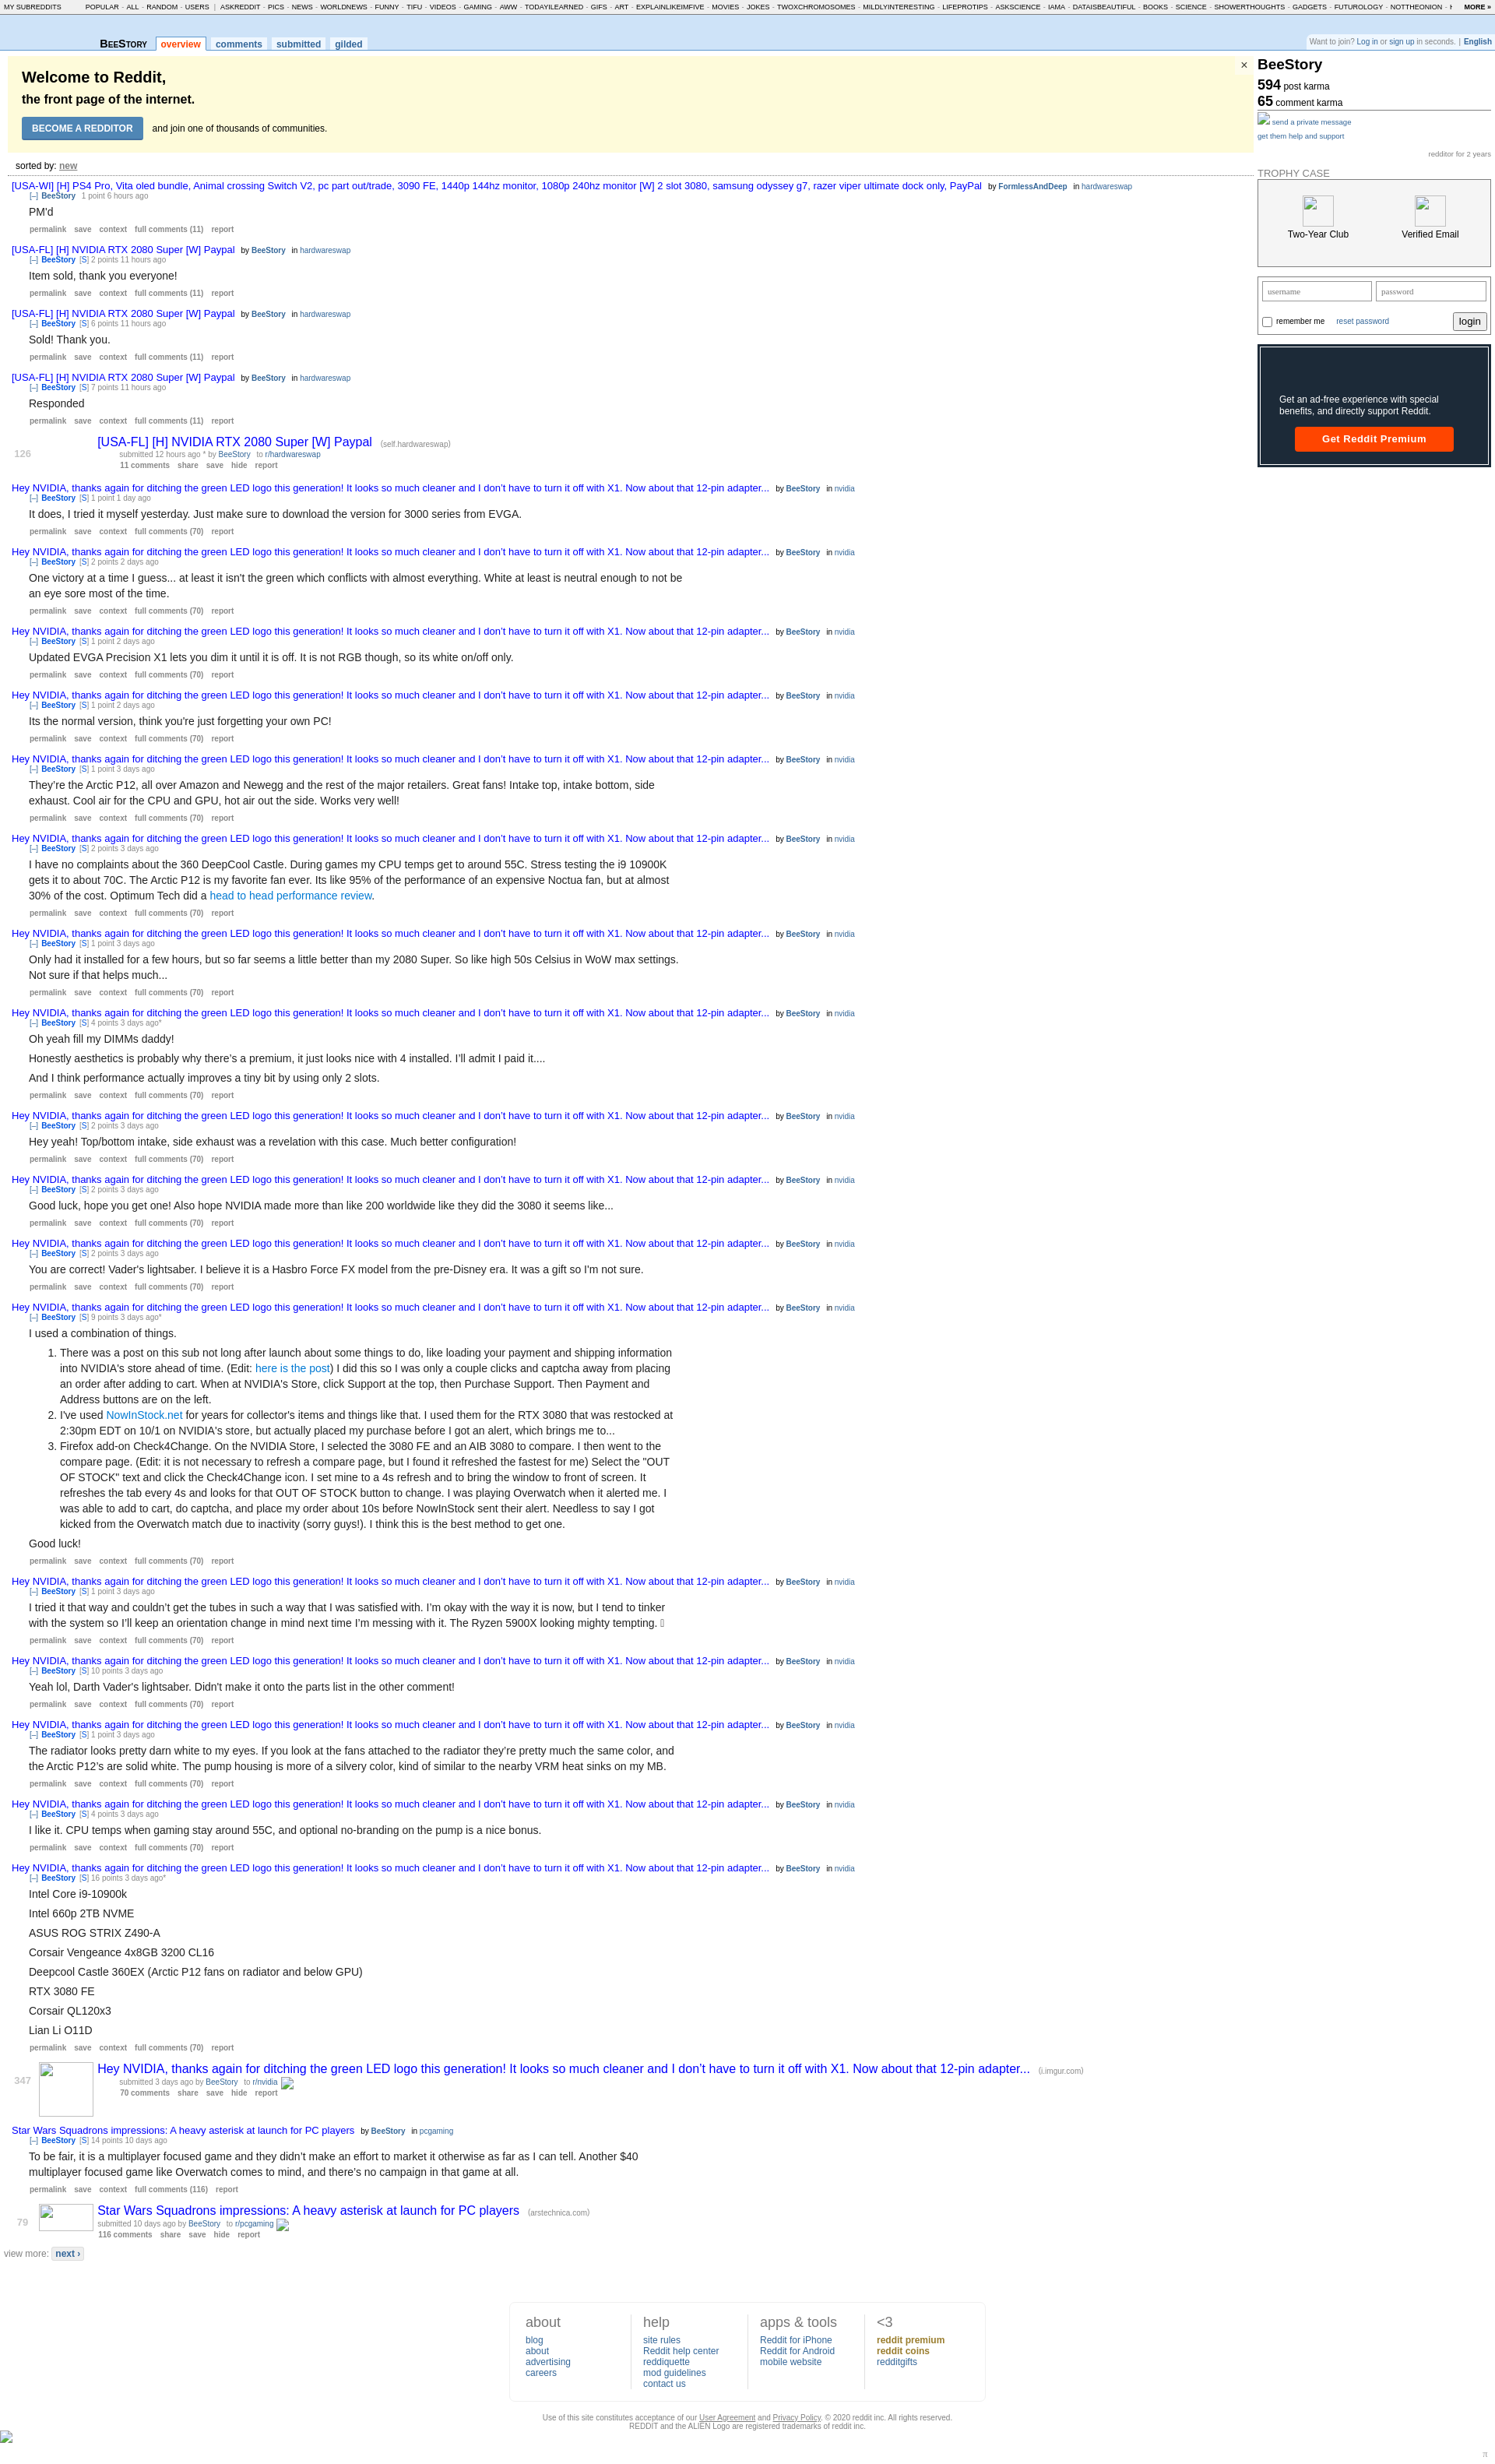 MY SUBREDDITS POPULAR - ALL - RANDOM - USERS | ASKREDDIT - PICS - NEWS - WORLDNEWS - FUNNY - TIFU - VIDEOS - GAMING - AWW - TODAYILEARNED - GIFS - ART - EXPLAINLIKEIMFIVE - MOVIES - JOKES - TWOXCHROMOSOMES - MILDLYINTERESTING - LIFEPROTIPS - ASKSCIENCE - IAMA - DATAISBEAUTIFUL - BOOKS - SCIENCE - SHOWERTHOUGHTS - GADGETS - FUTUROLOGY - NOTTHEONION - MORE »
BeeStory overview comments submitted gilded
Want to join? Log in or sign up in seconds. | English
Welcome to Reddit,
the front page of the internet.
×
BECOME A REDDITOR and join one of thousands of communities.
sorted by: new
[USA-WI] [H] PS4 Pro, Vita oled bundle, Animal crossing Switch V2, pc part out/trade, 3090 FE, 1440p 144hz monitor, 1080p 240hz monitor [W] 2 slot 3080, samsung odyssey g7, razer viper ultimate dock only, PayPal by FormlessAndDeep in hardwareswap
[–] BeeStory 1 point 6 hours ago
PM'd
permalink save context full comments (11) report
[USA-FL] [H] NVIDIA RTX 2080 Super [W] Paypal by BeeStory in hardwareswap
[–] BeeStory [S] 2 points 11 hours ago
Item sold, thank you everyone!
permalink save context full comments (11) report
[USA-FL] [H] NVIDIA RTX 2080 Super [W] Paypal by BeeStory in hardwareswap
[–] BeeStory [S] 6 points 11 hours ago
Sold! Thank you.
permalink save context full comments (11) report
[USA-FL] [H] NVIDIA RTX 2080 Super [W] Paypal by BeeStory in hardwareswap
[–] BeeStory [S] 7 points 11 hours ago
Responded
permalink save context full comments (11) report
126
[USA-FL] [H] NVIDIA RTX 2080 Super [W] Paypal (self.hardwareswap)
submitted 12 hours ago * by BeeStory to r/hardwareswap
11 comments share save hide report
Hey NVIDIA, thanks again for ditching the green LED logo this generation! It looks so much cleaner and I don’t have to turn it off with X1. Now about that 12-pin adapter... by BeeStory in nvidia
[–] BeeStory [S] 1 point 1 day ago
It does, I tried it myself yesterday. Just make sure to download the version for 3000 series from EVGA.
permalink save context full comments (70) report
Hey NVIDIA, thanks again for ditching the green LED logo this generation! It looks so much cleaner and I don’t have to turn it off with X1. Now about that 12-pin adapter... by BeeStory in nvidia
[–] BeeStory [S] 2 points 2 days ago
One victory at a time I guess... at least it isn't the green which conflicts with almost everything. White at least is neutral enough to not be
an eye sore most of the time.
permalink save context full comments (70) report
Hey NVIDIA, thanks again for ditching the green LED logo this generation! It looks so much cleaner and I don’t have to turn it off with X1. Now about that 12-pin adapter... by BeeStory in nvidia
[–] BeeStory [S] 1 point 2 days ago
Updated EVGA Precision X1 lets you dim it until it is off. It is not RGB though, so its white on/off only.
permalink save context full comments (70) report
Hey NVIDIA, thanks again for ditching the green LED logo this generation! It looks so much cleaner and I don’t have to turn it off with X1. Now about that 12-pin adapter... by BeeStory in nvidia
[–] BeeStory [S] 1 point 2 days ago
Its the normal version, think you're just forgetting your own PC!
permalink save context full comments (70) report
Hey NVIDIA, thanks again for ditching the green LED logo this generation! It looks so much cleaner and I don’t have to turn it off with X1. Now about that 12-pin adapter... by BeeStory in nvidia
[–] BeeStory [S] 1 point 3 days ago
They’re the Arctic P12, all over Amazon and Newegg and the rest of the major retailers. Great fans! Intake top, intake bottom, side
exhaust. Cool air for the CPU and GPU, hot air out the side. Works very well!
permalink save context full comments (70) report
Hey NVIDIA, thanks again for ditching the green LED logo this generation! It looks so much cleaner and I don’t have to turn it off with X1. Now about that 12-pin adapter... by BeeStory in nvidia
[–] BeeStory [S] 2 points 3 days ago
I have no complaints about the 360 DeepCool Castle. During games my CPU temps get to around 55C. Stress testing the i9 10900K
gets it to about 70C. The Arctic P12 is my favorite fan ever. Its like 95% of the performance of an expensive Noctua fan, but at almost
30% of the cost. Optimum Tech did a head to head performance review.
permalink save context full comments (70) report
Hey NVIDIA, thanks again for ditching the green LED logo this generation! It looks so much cleaner and I don’t have to turn it off with X1. Now about that 12-pin adapter... by BeeStory in nvidia
[–] BeeStory [S] 1 point 3 days ago
Only had it installed for a few hours, but so far seems a little better than my 2080 Super. So like high 50s Celsius in WoW max settings.
Not sure if that helps much...
permalink save context full comments (70) report
Hey NVIDIA, thanks again for ditching the green LED logo this generation! It looks so much cleaner and I don’t have to turn it off with X1. Now about that 12-pin adapter... by BeeStory in nvidia
[–] BeeStory [S] 4 points 3 days ago*
Oh yeah fill my DIMMs daddy!
Honestly aesthetics is probably why there’s a premium, it just looks nice with 4 installed. I’ll admit I paid it....
And I think performance actually improves a tiny bit by using only 2 slots.
permalink save context full comments (70) report
Hey NVIDIA, thanks again for ditching the green LED logo this generation! It looks so much cleaner and I don’t have to turn it off with X1. Now about that 12-pin adapter... by BeeStory in nvidia
[–] BeeStory [S] 2 points 3 days ago
Hey yeah! Top/bottom intake, side exhaust was a revelation with this case. Much better configuration!
permalink save context full comments (70) report
Hey NVIDIA, thanks again for ditching the green LED logo this generation! It looks so much cleaner and I don’t have to turn it off with X1. Now about that 12-pin adapter... by BeeStory in nvidia
[–] BeeStory [S] 2 points 3 days ago
Good luck, hope you get one! Also hope NVIDIA made more than like 200 worldwide like they did the 3080 it seems like...
permalink save context full comments (70) report
Hey NVIDIA, thanks again for ditching the green LED logo this generation! It looks so much cleaner and I don’t have to turn it off with X1. Now about that 12-pin adapter... by BeeStory in nvidia
[–] BeeStory [S] 2 points 3 days ago
You are correct! Vader's lightsaber. I believe it is a Hasbro Force FX model from the pre-Disney era. It was a gift so I'm not sure.
permalink save context full comments (70) report
Hey NVIDIA, thanks again for ditching the green LED logo this generation! It looks so much cleaner and I don’t have to turn it off with X1. Now about that 12-pin adapter... by BeeStory in nvidia
[–] BeeStory [S] 9 points 3 days ago*
I used a combination of things.
1. There was a post on this sub not long after launch about some things to do, like loading your payment and shipping information
into NVIDIA's store ahead of time. (Edit: here is the post) I did this so I was only a couple clicks and captcha away from placing
an order after adding to cart. When at NVIDIA's Store, click Support at the top, then Purchase Support. Then Payment and
Address buttons are on the left.
2. I've used NowInStock.net for years for collector's items and things like that. I used them for the RTX 3080 that was restocked at
2:30pm EDT on 10/1 on NVIDIA's store, but actually placed my purchase before I got an alert, which brings me to...
3. Firefox add-on Check4Change. On the NVIDIA Store, I selected the 3080 FE and an AIB 3080 to compare. I then went to the
compare page. (Edit: it is not necessary to refresh a compare page, but I found it refreshed the fastest for me) Select the "OUT
OF STOCK" text and click the Check4Change icon. I set mine to a 4s refresh and to bring the window to front of screen. It
refreshes the tab every 4s and looks for that OUT OF STOCK button to change. I was playing Overwatch when it alerted me. I
was able to add to cart, do captcha, and place my order about 10s before NowInStock sent their alert. Needless to say I got
kicked from the Overwatch match due to inactivity (sorry guys!). I think this is the best method to get one.
Good luck!
permalink save context full comments (70) report
Hey NVIDIA, thanks again for ditching the green LED logo this generation! It looks so much cleaner and I don’t have to turn it off with X1. Now about that 12-pin adapter... by BeeStory in nvidia
[–] BeeStory [S] 1 point 3 days ago
I tried it that way and couldn’t get the tubes in such a way that I was satisfied with. I’m okay with the way it is now, but I tend to tinker
with the system so I’ll keep an orientation change in mind next time I’m messing with it. The Ryzen 5900X looking mighty tempting.
permalink save context full comments (70) report
Hey NVIDIA, thanks again for ditching the green LED logo this generation! It looks so much cleaner and I don’t have to turn it off with X1. Now about that 12-pin adapter... by BeeStory in nvidia
[–] BeeStory [S] 10 points 3 days ago
Yeah lol, Darth Vader's lightsaber. Didn't make it onto the parts list in the other comment!
permalink save context full comments (70) report
Hey NVIDIA, thanks again for ditching the green LED logo this generation! It looks so much cleaner and I don’t have to turn it off with X1. Now about that 12-pin adapter... by BeeStory in nvidia
[–] BeeStory [S] 1 point 3 days ago
The radiator looks pretty darn white to my eyes. If you look at the fans attached to the radiator they’re pretty much the same color, and
the Arctic P12’s are solid white. The pump housing is more of a silvery color, kind of similar to the nearby VRM heat sinks on my MB.
permalink save context full comments (70) report
Hey NVIDIA, thanks again for ditching the green LED logo this generation! It looks so much cleaner and I don’t have to turn it off with X1. Now about that 12-pin adapter... by BeeStory in nvidia
[–] BeeStory [S] 4 points 3 days ago
I like it. CPU temps when gaming stay around 55C, and optional no-branding on the pump is a nice bonus.
permalink save context full comments (70) report
Hey NVIDIA, thanks again for ditching the green LED logo this generation! It looks so much cleaner and I don’t have to turn it off with X1. Now about that 12-pin adapter... by BeeStory in nvidia
[–] BeeStory [S] 16 points 3 days ago*
Intel Core i9-10900k
Intel 660p 2TB NVME
ASUS ROG STRIX Z490-A
Corsair Vengeance 4x8GB 3200 CL16
Deepcool Castle 360EX (Arctic P12 fans on radiator and below GPU)
RTX 3080 FE
Corsair QL120x3
Lian Li O11D
permalink save context full comments (70) report
347
Hey NVIDIA, thanks again for ditching the green LED logo this generation! It looks so much cleaner and I don’t have to turn it off with X1. Now about that 12-pin adapter... (i.imgur.com)
submitted 3 days ago by BeeStory to r/nvidia
70 comments share save hide report
Star Wars Squadrons impressions: A heavy asterisk at launch for PC players by BeeStory in pcgaming
[–] BeeStory [S] 14 points 10 days ago
To be fair, it is a multiplayer focused game and they didn’t make an effort to market it otherwise as far as I can tell. Another $40
multiplayer focused game like Overwatch comes to mind, and there’s no campaign in that game at all.
permalink save context full comments (116) report
79
Star Wars Squadrons impressions: A heavy asterisk at launch for PC players (arstechnica.com)
submitted 10 days ago by BeeStory to r/pcgaming
116 comments share save hide report
view more: next ›
BeeStory
594 post karma
65 comment karma
send a private message
get them help and support
redditor for 2 years
TROPHY CASE
Two-Year Club Verified Email
username password
remember me reset password login
Get an ad-free experience with special
benefits, and directly support Reddit.
Get Reddit Premium
about
blog
about
advertising
careers
help
site rules
Reddit help center
reddiquette
mod guidelines
contact us
apps & tools
Reddit for iPhone
Reddit for Android
mobile website
<3
reddit premium
reddit coins
redditgifts
Use of this site constitutes acceptance of our User Agreement and Privacy Policy. © 2020 reddit inc. All rights reserved.
REDDIT and the ALIEN Logo are registered trademarks of reddit inc.
π